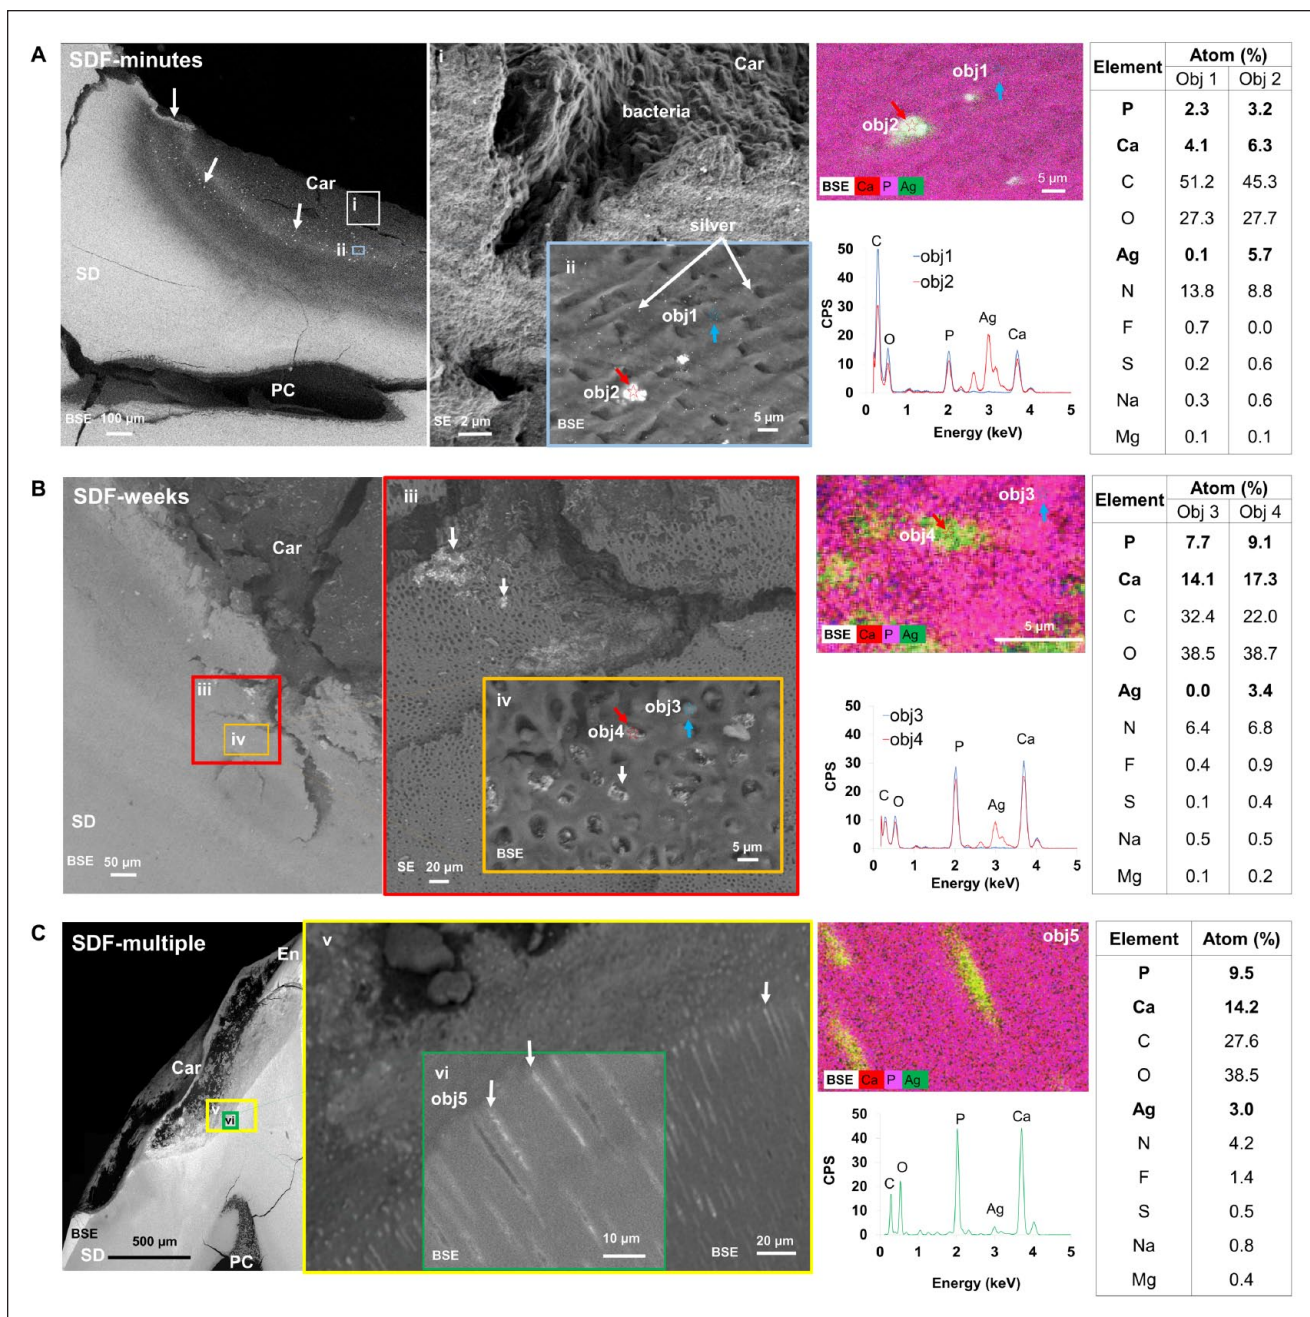 A
SDF-minutes
Car
i
ii
SD
PC
BSE
100 µm
i
Car
bacteria
silver
SE
2 µm
ii
obj1
obj2
BSE
5 µm
obj1
obj2
BSE Ca P Ag
5 µm
50
40
30
20
10
0
CPS
C
O
P
Ag
Ca
obj1
obj2
0 1 2 3 4 5
Energy (keV)
Element Atom (%)
Obj 1 Obj 2
P 2.3 3.2
Ca 4.1 6.3
C 51.2 45.3
O 27.3 27.7
Ag 0.1 5.7
N 13.8 8.8
F 0.7 0.0
S 0.2 0.6
Na 0.3 0.6
Mg 0.1 0.1
B
SDF-weeks
Car
iii
iv
SD
BSE
50 µm
iii
SE
20 µm
iv
obj3
obj4
BSE
5 µm
obj3
obj4
BSE Ca P Ag
5 µm
50
40
30
20
10
0
CPS
obj3
obj4
C
O
P
Ag
Ca
0 1 2 3 4 5
Energy (keV)
Element Atom (%)
Obj 3 Obj 4
P 7.7 9.1
Ca 14.1 17.3
C 32.4 22.0
O 38.5 38.7
Ag 0.0 3.4
N 6.4 6.8
F 0.4 0.9
S 0.1 0.4
Na 0.5 0.5
Mg 0.1 0.2
C
SDF-multiple
En
Car
v
vi
BSE
SD
500 µm
PC
v
vi
obj5
BSE
10 µm
BSE
20 µm
obj5
BSE Ca P Ag
50
40
30
20
10
0
CPS
C
O
P
Ag
Ca
0 1 2 3 4 5
Energy (keV)
Element Atom (%)
P 9.5
Ca 14.2
C 27.6
O 38.5
Ag 3.0
N 4.2
F 1.4
S 0.5
Na 0.8
Mg 0.4